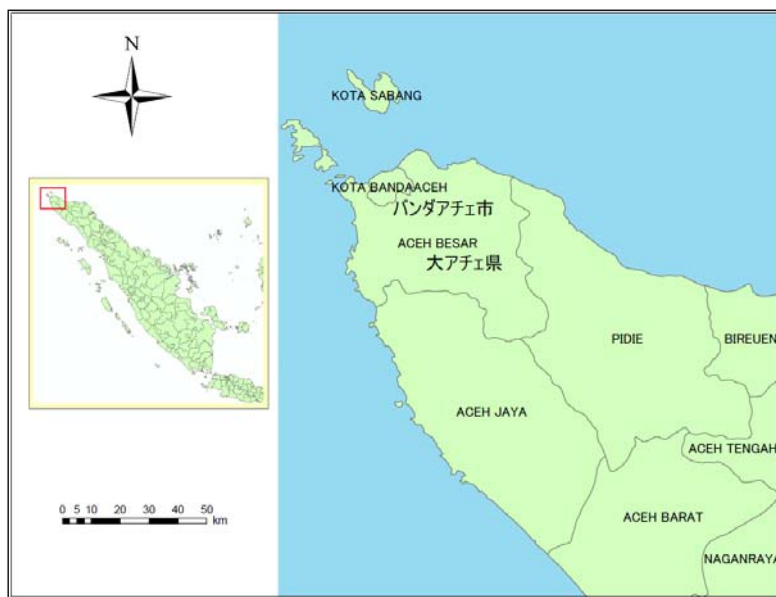 N
KOTA SABANG
KOTA BANDAACEH
バンダアチェ市
ACEH BESAR
大アチェ県
PIDIE
BIREUEN
ACEH JAYA
ACEH TENGAH
ACEH BARAT
NAGANRAYA
0 5 10 20 30 40 50
km